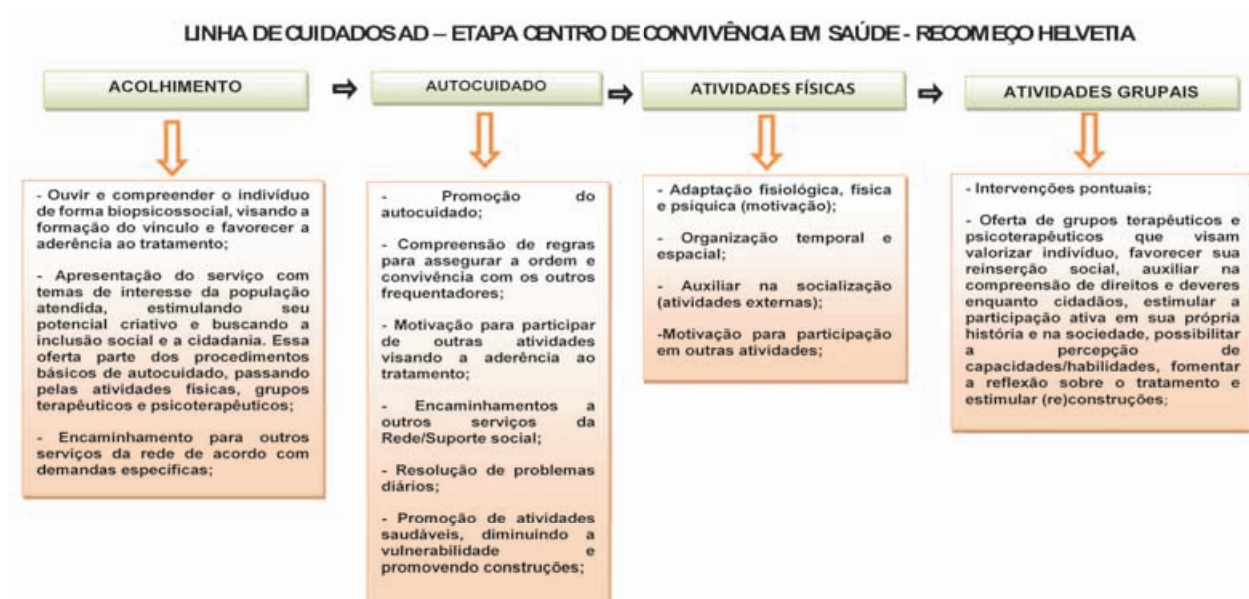 LINHA DE CUIDADOS AD – ETAPA CENTRO DE CONVIVÊNCIA EM SAÚDE - RECOMEÇO HELVETIA
ACOLHIMENTO
AUTOCUIDADO
ATIVIDADES FÍSICAS
ATIVIDADES GRUPAIS
- Ouvir e compreender o indivíduo
de forma biopsicossocial, visando a
formação do vínculo e favorecer a
aderência ao tratamento;
- Apresentação do serviço com
temas de interesse da população
atendida, estimulando seu
potencial criativo e buscando a
inclusão social e a cidadania. Essa
oferta parte dos procedimentos
básicos de autocuidado, passando
pelas atividades físicas, grupos
terapêuticos e psicoterapêuticos;
- Encaminhamento para outros
serviços da rede de acordo com
demandas específicas;
- Promoção do
autocuidado;
- Compreensão de regras
para assegurar a ordem e
convivência com os outros
frequentadores;
- Motivação para participar
de outras atividades
visando a aderência ao
tratamento;
- Encaminhamentos a
outros serviços da
Rede/Suporte social;
- Resolução de problemas
diários;
- Promoção de atividades
saudáveis, diminuindo a
vulnerabilidade e
promovendo construções;
- Adaptação fisiológica, física
e psíquica (motivação);
- Organização temporal e
espacial;
- Auxiliar na socialização
(atividades externas);
-Motivação para participação
em outras atividades;
- Intervenções pontuais;
- Oferta de grupos terapêuticos e
psicoterapêuticos que visam
valorizar indivíduo, favorecer sua
reinserção social, auxiliar na
compreensão de direitos e deveres
enquanto cidadãos, estimular a
participação ativa em sua própria
história e na sociedade, possibilitar
a percepção de
capacidades/habilidades, fomentar
a reflexão sobre o tratamento e
estimular (re)construções;